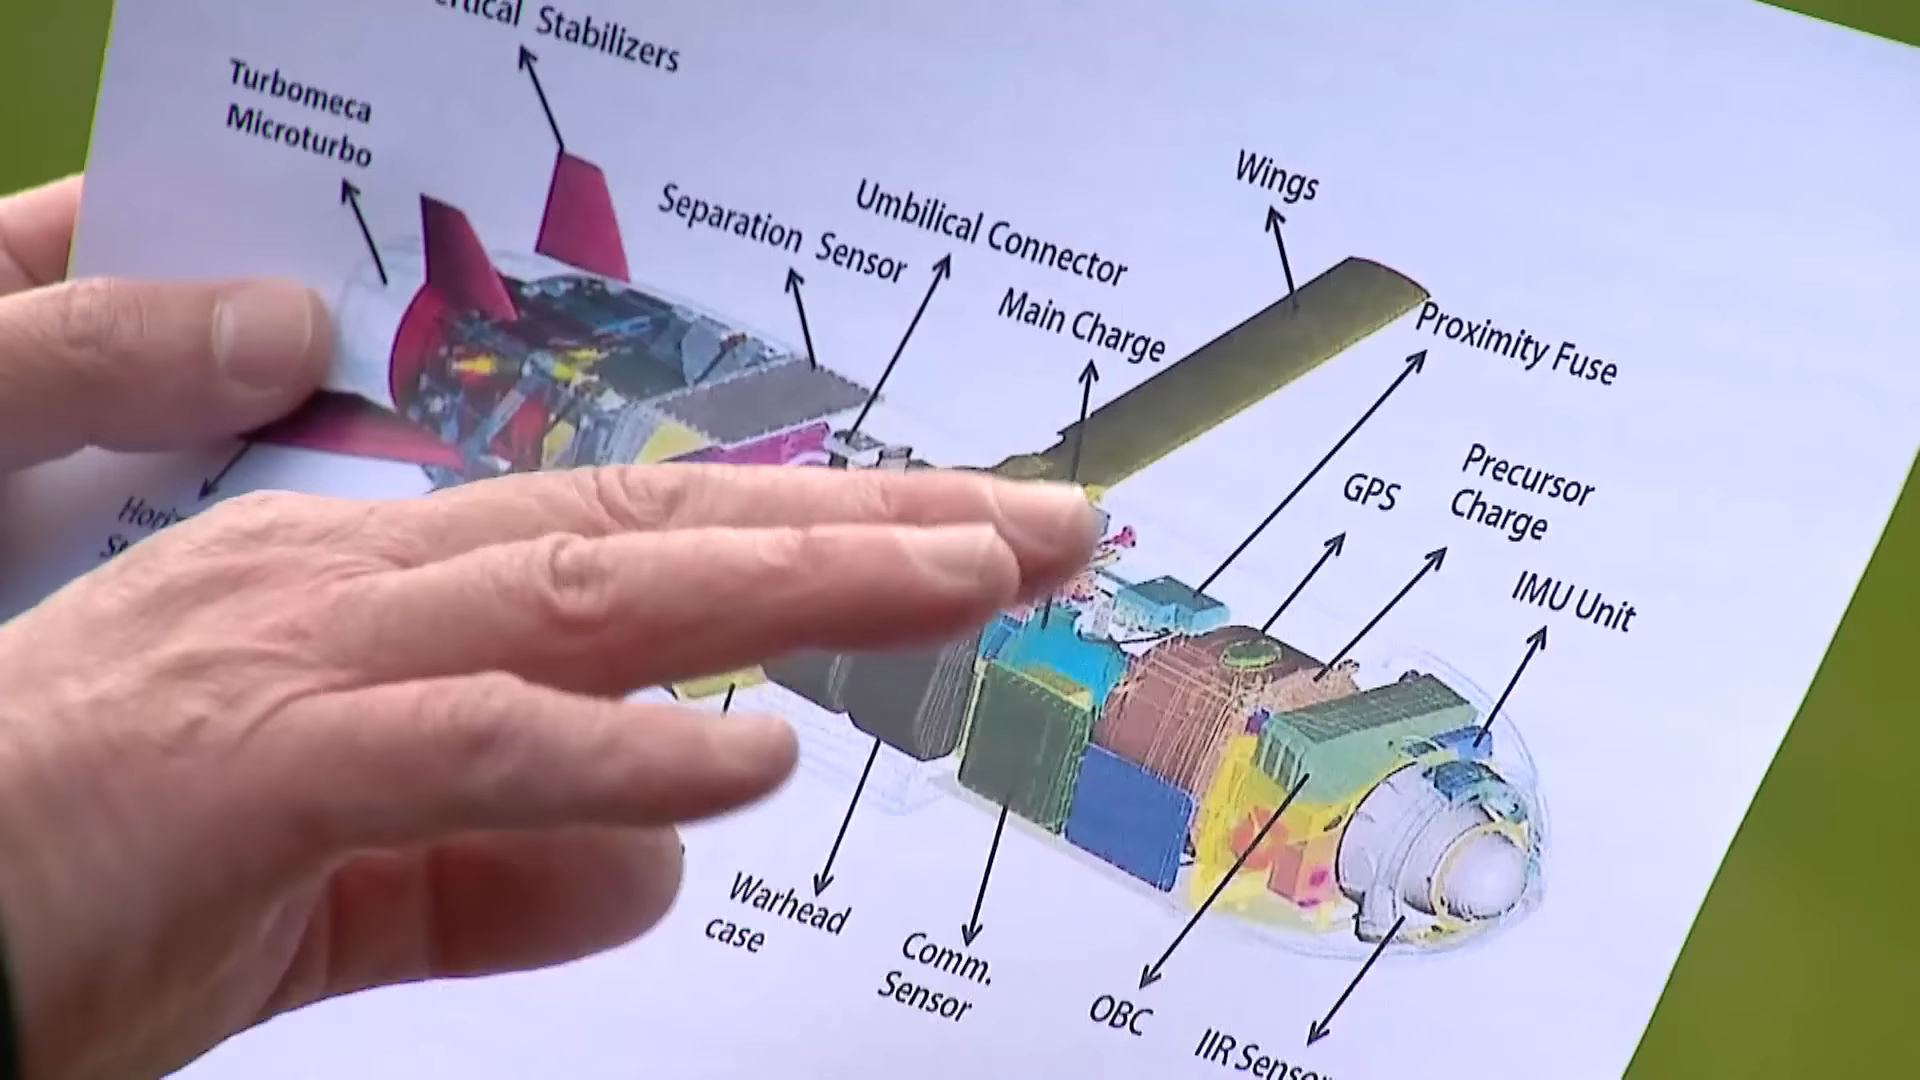 Stabilizers
Turbomeca
Microturbo
Separation Sensor
Umbilical Connector
Main Charge
Wings
Proximity Fuse
GPS
Precursor
Charge
IMU Unit
Warhead
case
Comm.
Sensor
OBC
IIR